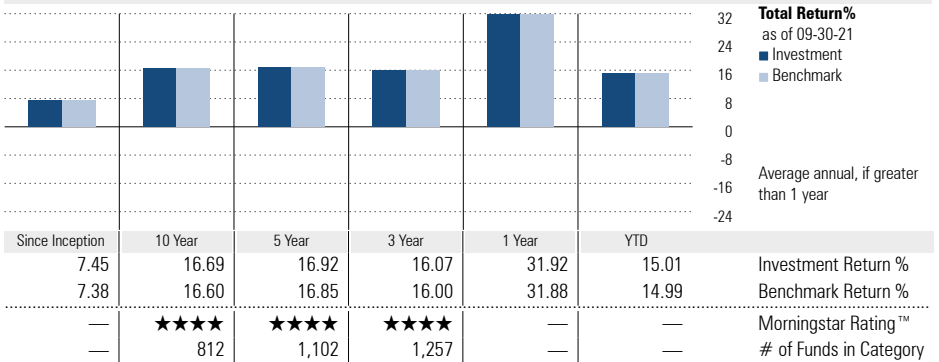 32
24
16
8
0
-8
-16
-24
Total Return%
as of 09-30-21
Investment
Benchmark
Average annual, if greater
than 1 year
Since Inception 10 Year 5 Year 3 Year 1 Year YTD
7.45 16.69 16.92 16.07 31.92 15.01 Investment Return %
7.38 16.60 16.85 16.00 31.88 14.99 Benchmark Return %
— ★★★★ ★★★★ ★★★★ — — Morningstar Rating™
— 812 1,102 1,257 — — # of Funds in Category